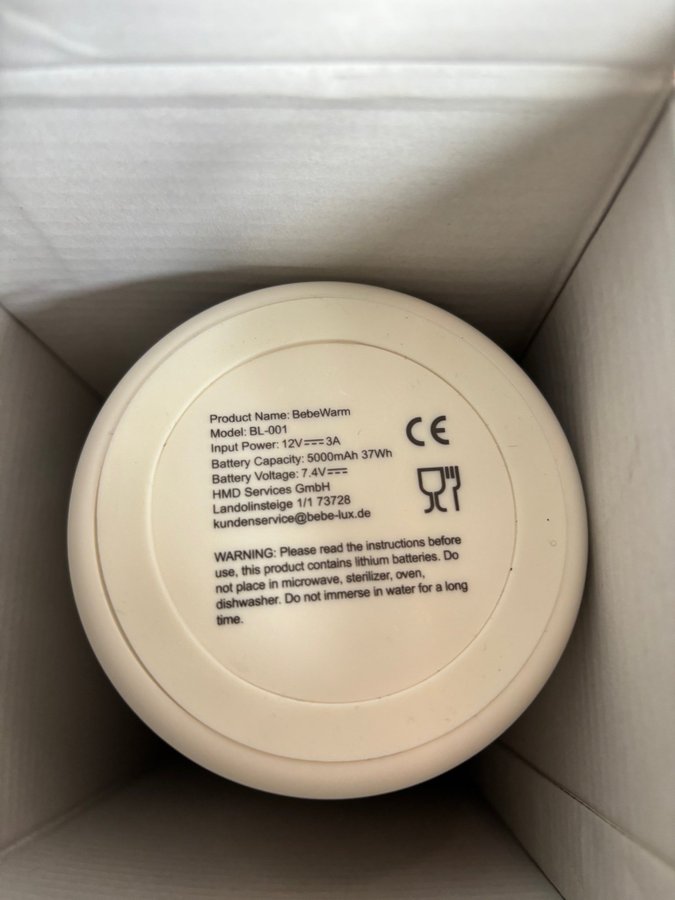 Product Name: BebeWarm
Model: BL-001
Input Power: 12V⎓3A
Battery Capacity: 5000mAh 37Wh
Battery Voltage: 7.4V⎓
HMD Services GmbH
Landolinsteige 1/1 73728
kundenservice@bebe-lux.de
CE
WARNING: Please read the instructions before
use, this product contains lithium batteries. Do
not place in microwave, sterilizer, oven,
dishwasher. Do not immerse in water for a long
time.